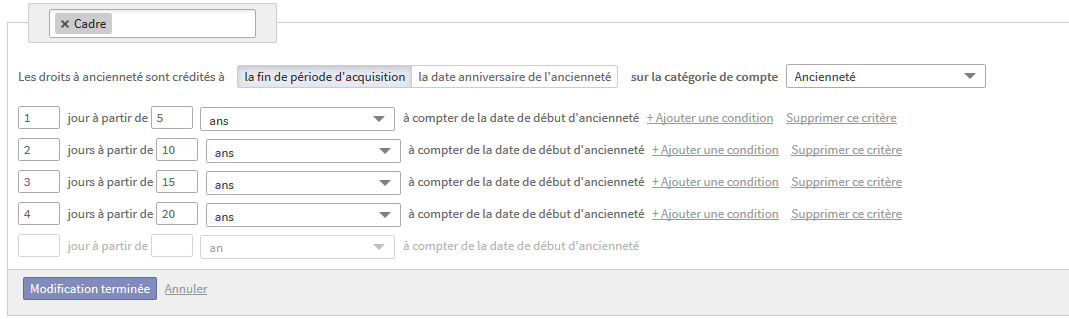 × Cadre
Les droits à ancienneté sont crédités à la fin de période d'acquisition la date anniversaire de l'ancienneté sur la catégorie de compte Ancienneté
1 jour à partir de 5 ans à compter de la date de début d'ancienneté + Ajouter une condition Supprimer ce critère
2 jours à partir de 10 ans à compter de la date de début d'ancienneté + Ajouter une condition Supprimer ce critère
3 jours à partir de 15 ans à compter de la date de début d'ancienneté + Ajouter une condition Supprimer ce critère
4 jours à partir de 20 ans à compter de la date de début d'ancienneté + Ajouter une condition Supprimer ce critère
jour à partir de an à compter de la date de début d'ancienneté
Modification terminée Annuler